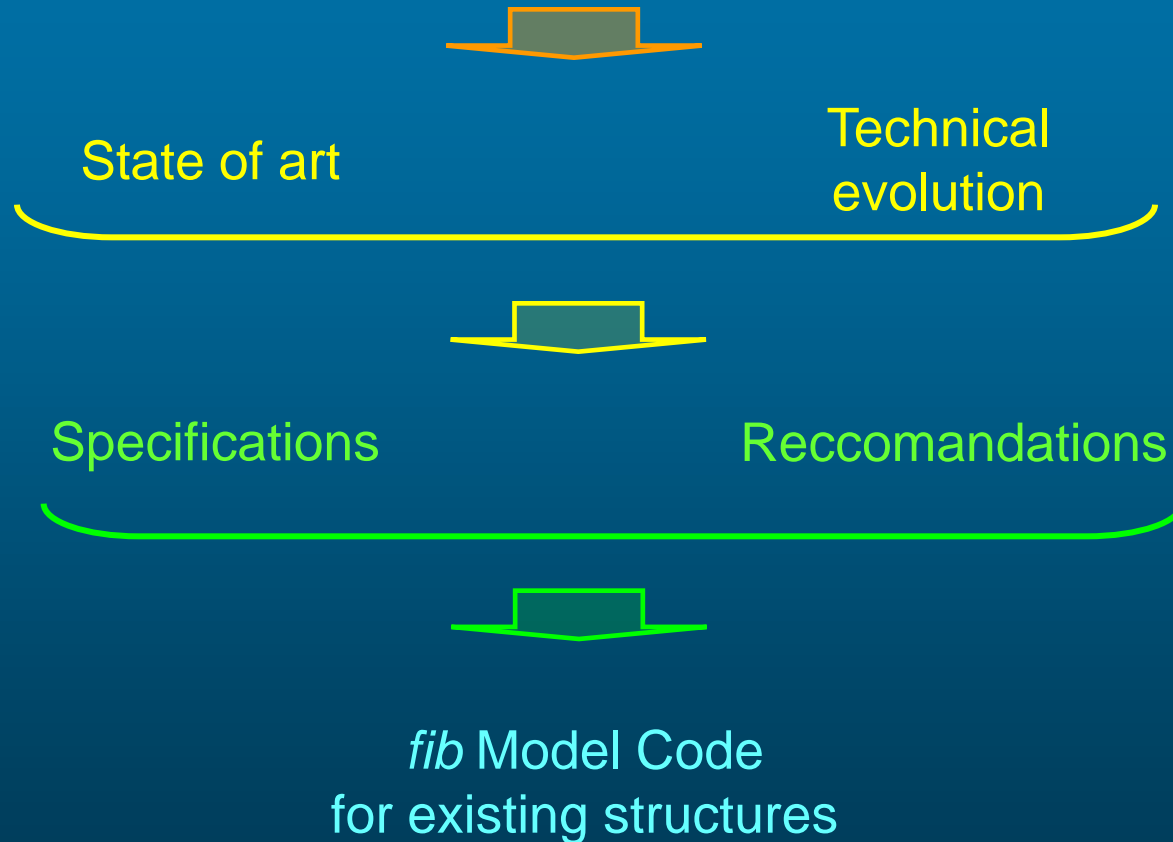 State of art
Technical
evolution
Specifications
Reccomandations
fib Model Code
for existing structures